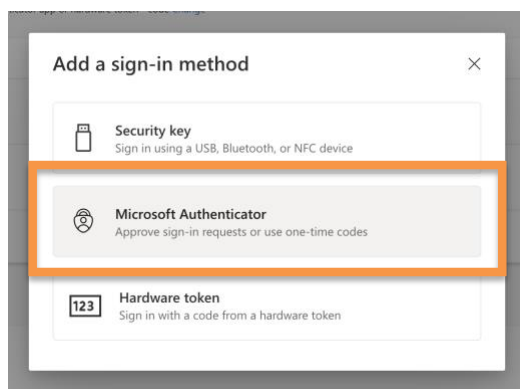 Add a sign-in method
Security key
Sign in using a USB, Bluetooth, or NFC device
Microsoft Authenticator
Approve sign-in requests or use one-time codes
123
Hardware token
Sign in with a code from a hardware token